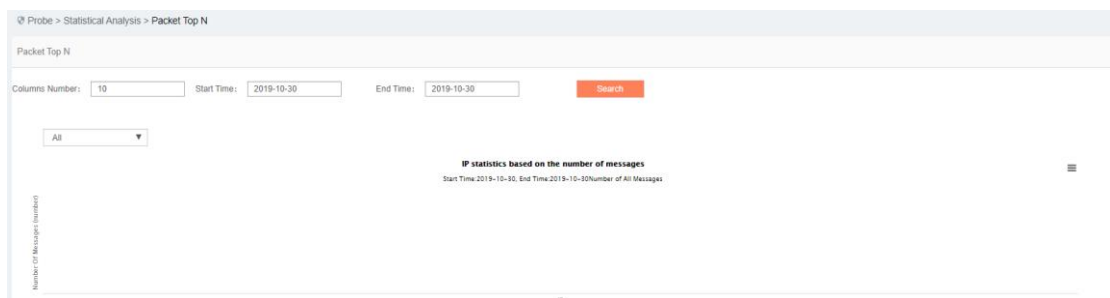 Probe > Statistical Analysis > Packet Top N
Packet Top N
Columns Number: 10 Start Time: 2019-10-30 End Time: 2019-10-30 Search
All
IP statistics based on the number of messages
Start Time:2019-10-30, End Time:2019-10-30Number of All Messages
Number Of Messages (number)